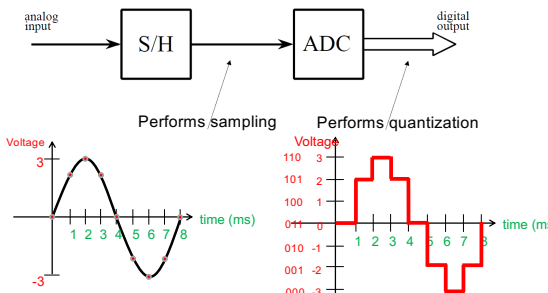 analog
input
S/H
ADC
digital
output
Performs sampling
Performs quantization
Voltage
3
-3
1 2 3 4 5 6 7 8
time (ms)
Voltage
110 3
101 2
100 1
011 0
010 -1
001 -2
000 -3
1 2 3 4 5 6 7 8
time (ms